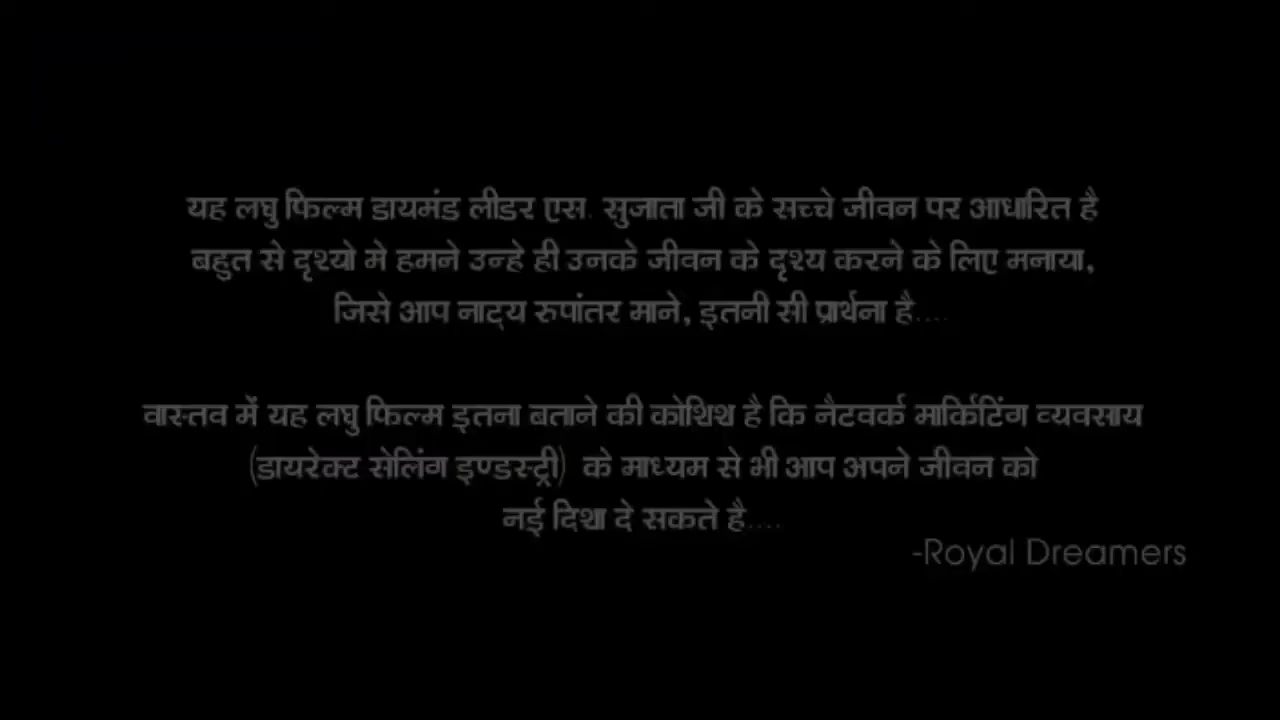 यह लघु फिल्म डायमंड लीडर एस. सुजाता जी के सच्चे जीवन पर आधारित है
बहुत से दृश्यो मे हमने उन्हे ही उनके जीवन के दृश्य करने के लिए मनाया,
जिसे आप नाट्य रुपांतर माने, इतनी सी प्रार्थना है....
वास्तव में यह लघु फिल्म इतना बताने की कोशिश है कि नैटवर्क मार्किटिंग व्यवसाय
(डायरेक्ट सेलिंग इण्डस्ट्री) के माध्यम से भी आप अपने जीवन को
नई दिशा दे सकते है....
-Royal Dreamers